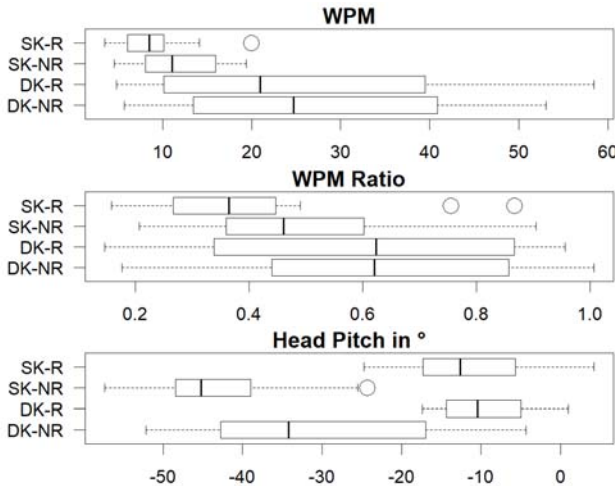 WPM
SK-R
SK-NR
DK-R
DK-NR
10 20 30 40 50 60
WPM Ratio
SK-R
SK-NR
DK-R
DK-NR
0.2 0.4 0.6 0.8 1.0
Head Pitch in °
SK-R
SK-NR
DK-R
DK-NR
-50 -40 -30 -20 -10 0